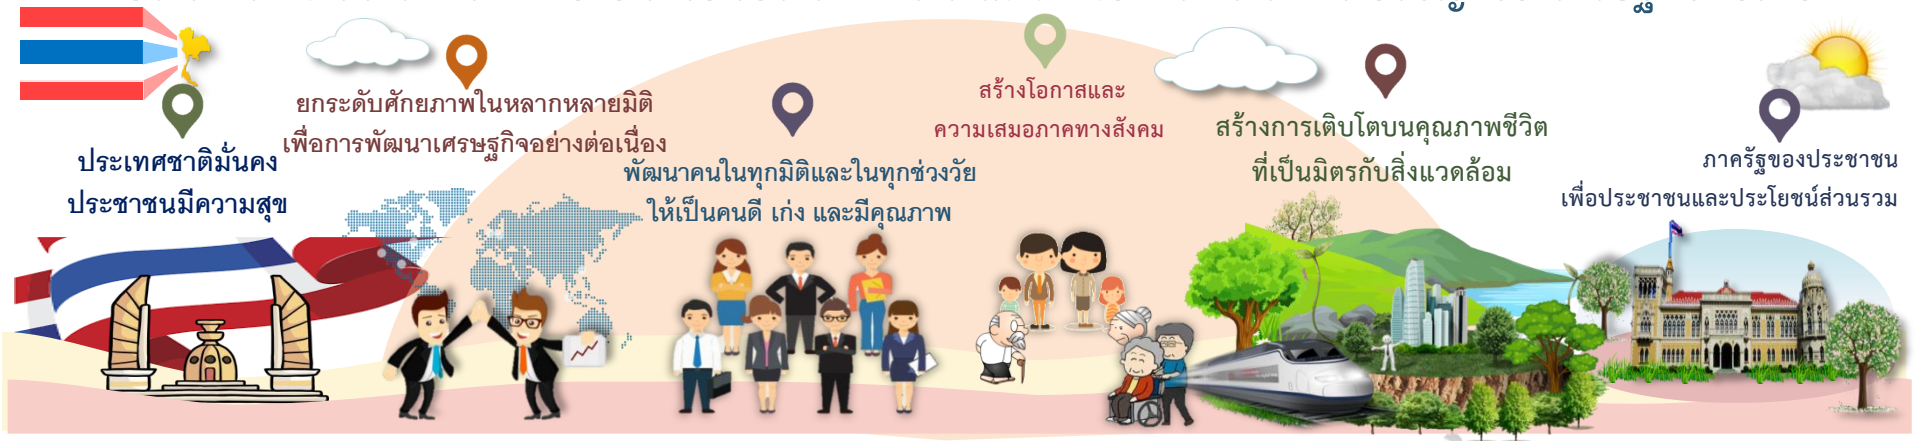 ประเทศชาติมั่นคง
ประชาชนมีความสุข
ยกระดับศักยภาพในหลากหลายมิติ
เพื่อการพัฒนาเศรษฐกิจอย่างต่อเนื่อง
พัฒนาคนในทุกมิติและในทุกช่วงวัย
ให้เป็นคนดี เก่ง และมีคุณภาพ
สร้างโอกาสและ
ความเสมอภาคทางสังคม
สร้างการเติบโตบนคุณภาพชีวิต
ที่เป็นมิตรกับสิ่งแวดล้อม
ภาครัฐของประชาชน
เพื่อประชาชนและประโยชน์ส่วนรวม